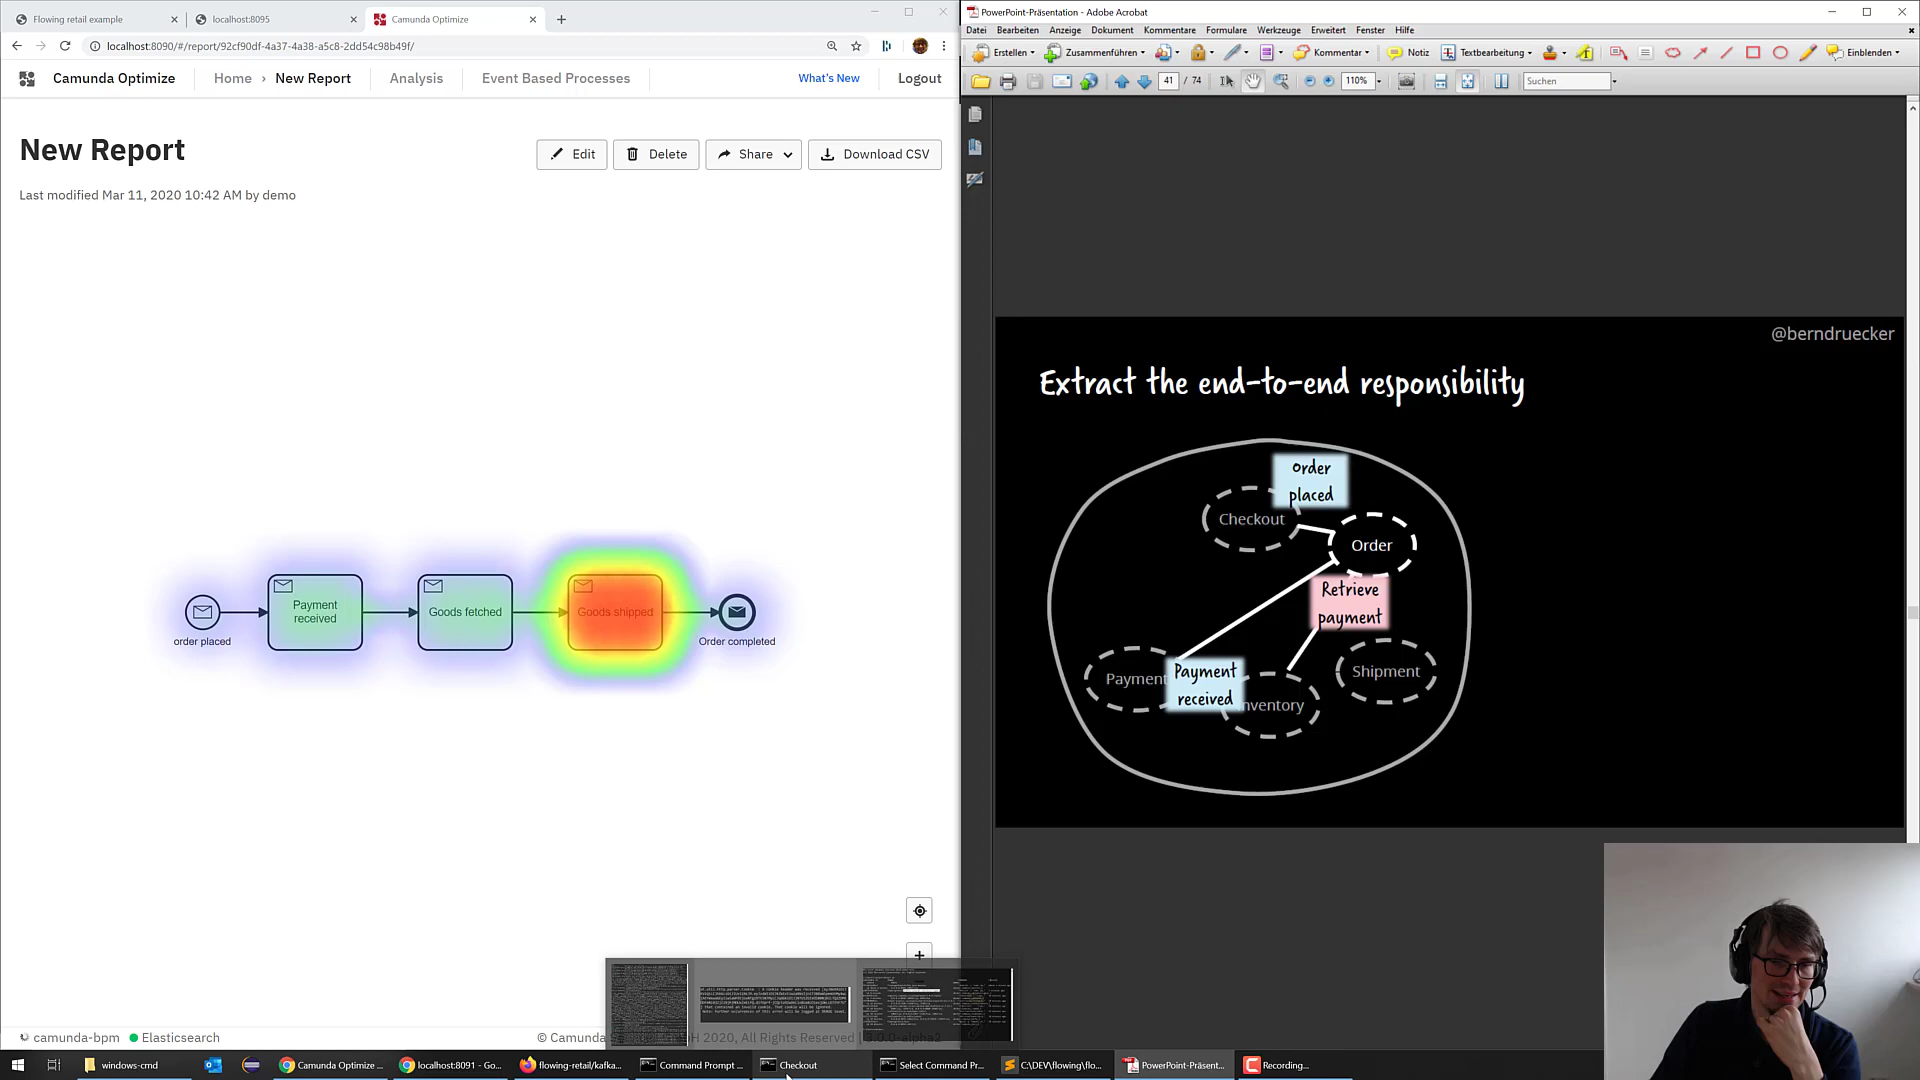 Flowing retail example
localhost:8095
Camunda Optimize
localhost:8090/#/report/92cf90df-4a37-4a38-a5c8-2dd54c98b49f/
Camunda Optimize
Home › New Report
Analysis
Event Based Processes
What's New
Logout
New Report
Edit
Delete
Share
Download CSV
Last modified Mar 11, 2020 10:42 AM by demo
order placed
Payment
received
Goods fetched
Goods shipped
Order completed
camunda-bpm
Elasticsearch
© Camunda
H 2020, All Rights Reserved |
PowerPoint-Präsentation - Adobe Acrobat
Datei Bearbeiten Anzeige Dokument Kommentare Formulare Werkzeuge Erweitert Fenster Hilfe
Erstellen
Zusammenführen
Kommentar
Notiz
Textbearbeitung
Einblenden
41 / 74
110%
Suchen
@berndruecker
Extract the end-to-end responsibility
Order
placed
Checkout
Order
Retrieve
payment
Payment
Payment
received
nventory
Shipment
windows-cmd
Camunda Optimize ...
localhost:8091 - Go...
flowing-retail/kafka...
Command Prompt ...
Checkout
Select Command Pr...
C:\DEV\flowing\flo...
PowerPoint-Präsent...
Recording...